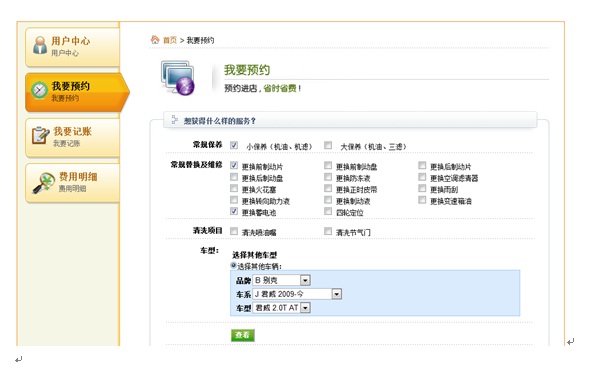 用户中心
用户中心
我要预约
我要预约
我要记账
我要记账
费用明细
费用明细
首页 > 我要预约
我要预约
预约进店，省时省费！
想获得什么样的服务？
常规保养 小保养（机油、机滤） 大保养（机油、三滤）
常规替换及维修 更换前制动片 更换前制动盘 更换后制动片
更换后制动盘 更换防冻液 更换空调滤清器
更换火花塞 更换正时皮带 更换雨刮
更换转向助力液 更换制动液 更换变速箱油
更换蓄电池 四轮定位
清洗项目 清洗喷油嘴 清洗节气门
车型： 选择其他车型
选择其他车辆：
品牌 B 别克
车系 J 君威 2009-今
车型 君威 2.0T AT
查看